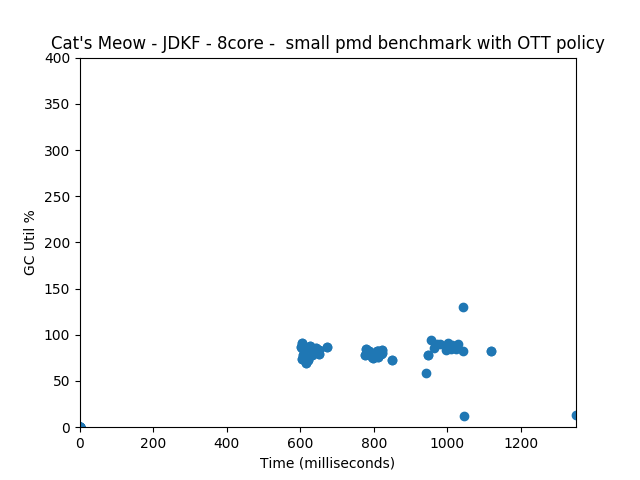 Cat's Meow - JDKF - 8core -  small pmd benchmark with OTT policy
400
350
300
250
200
150
100
50
0
GC Util %
0 200 400 600 800 1000 1200
Time (milliseconds)